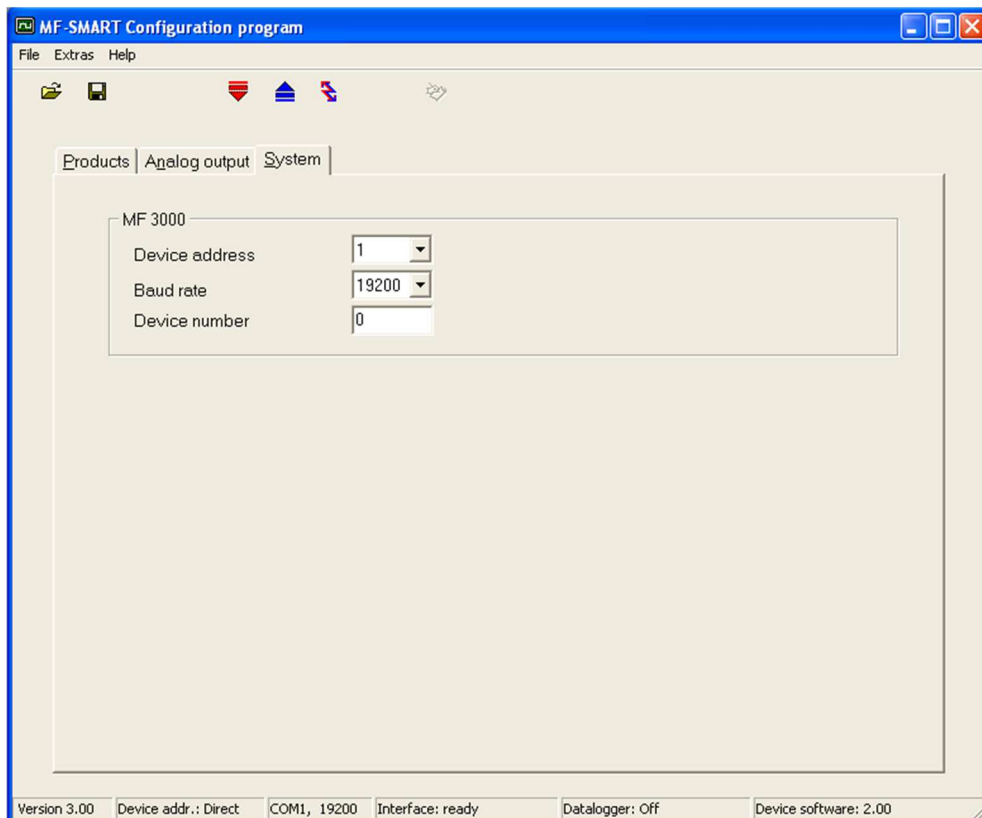 MF-SMART Configuration program
File Extras Help
Products Analog output System
MF 3000
Device address 1
Baud rate 19200
Device number 0
Version 3.00 Device addr.: Direct COM1, 19200 Interface: ready Datalogger: Off Device software: 2.00